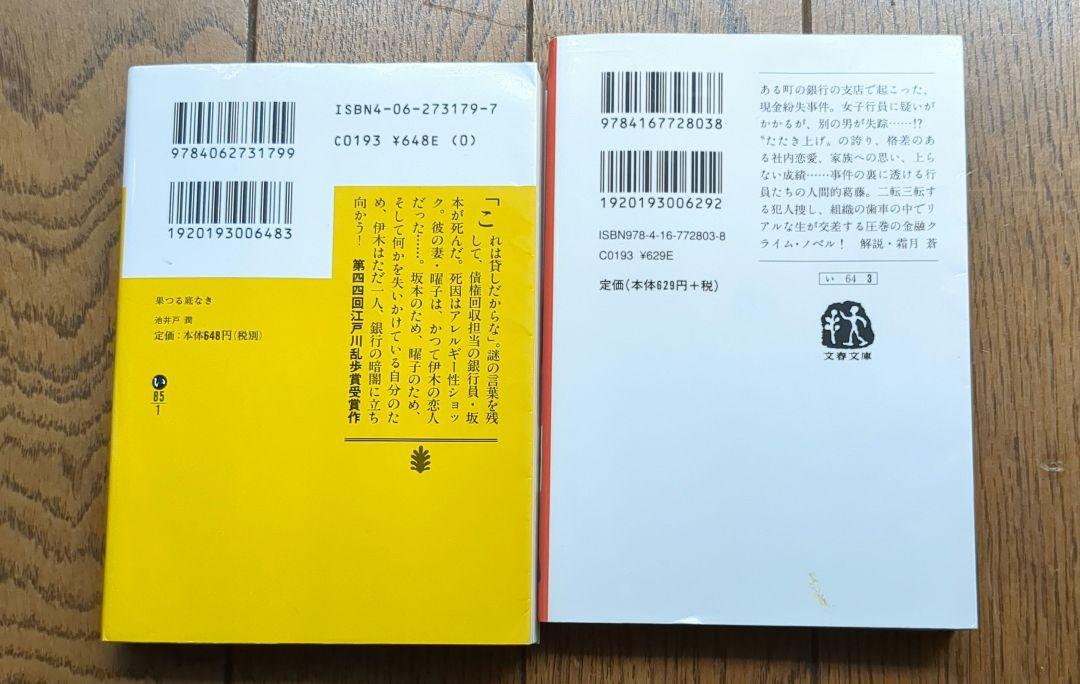 ISBN4-06-273179-7
C0193 ¥648E (0)
9784062731799
1920193006483
「これは貸しだからな」。謎の言葉を残
して、債権回収担当の銀行員・坂
本が死んだ。死因はアレルギー性ショッ
ク。彼の妻・曜子は、かつて伊木の恋人
だった……。坂本のため、曜子のため、
そして何かを失いかけている自分のた
め、伊木はただ一人、銀行の暗闇に立ち
向かう！　第四四回江戸川乱歩賞受賞作
果つる底なき
池井戸 潤
定価：本体648円(税別)
い
85
1
9784167728038
1920193006292
ISBN978-4-16-772803-8
C0193 ¥629E
定価(本体629円+税)
ある町の銀行の支店で起こった、
現金紛失事件。女子行員に疑いが
かかるが、別の男が失踪……!?
〝たたき上げ〟の誇り、格差のあ
る社内恋愛、家族への思い、上ら
ない成績……事件の裏に透ける行
員たちの人間的葛藤。二転三転す
る犯人捜し、組織の歯車の中でリ
アルな生が交差する圧巻の金融ク
ライム・ノベル！　解説・霜月 蒼
い 64 3
文春文庫